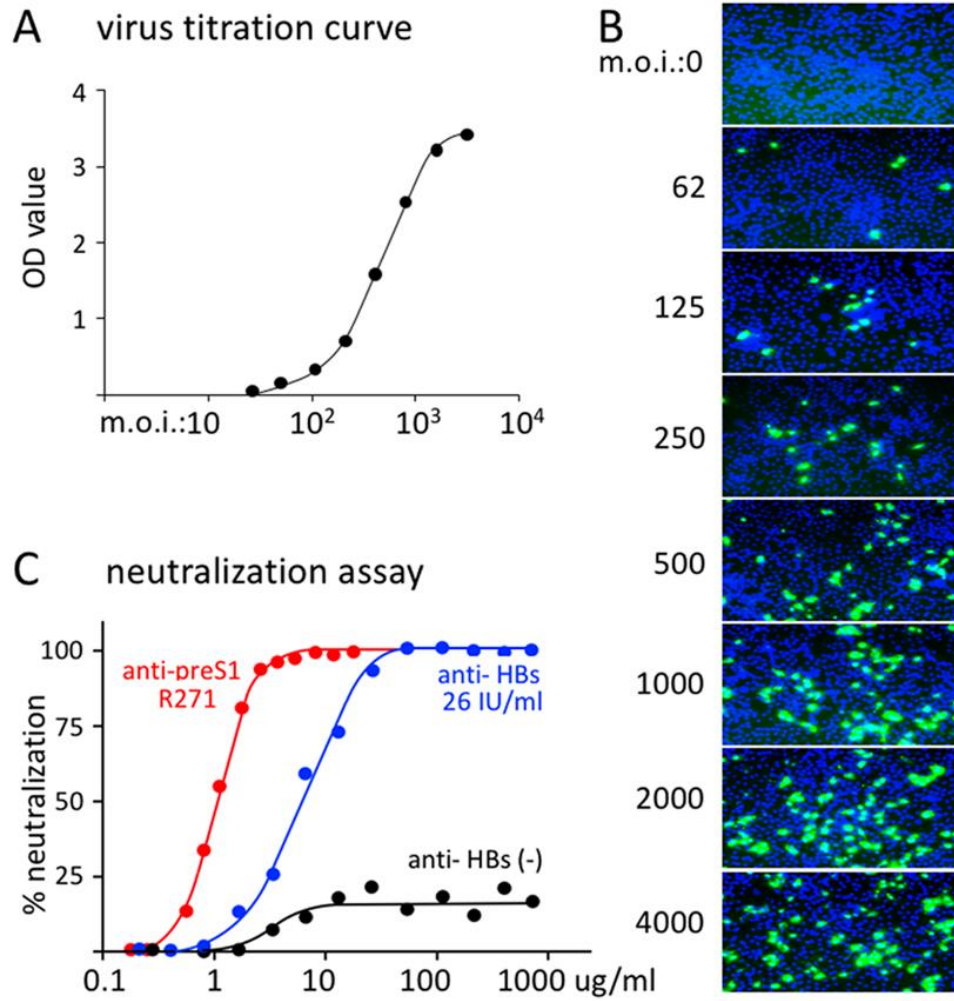 A virus titration curve
4
3
2
1
OD value
m.o.i.:10 10² 10³ 10⁴
B
m.o.i.:0
62
125
250
500
1000
2000
4000
C neutralization assay
100
75
50
25
% neutralization
anti-preS1
R271
anti- HBs
26 IU/ml
anti- HBs (-)
0.1 1 10 100 1000 ug/ml